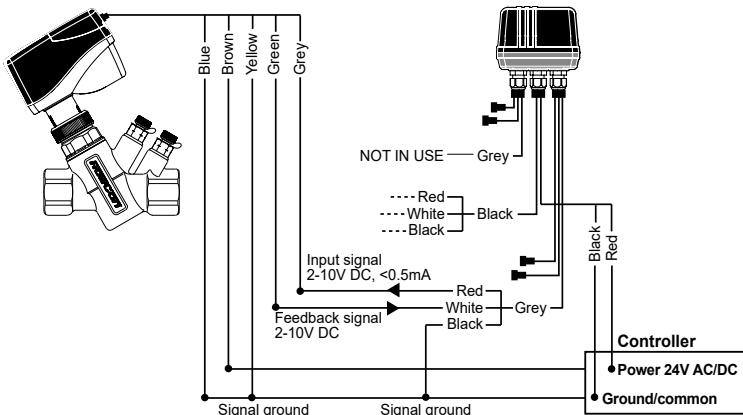 Blue
Brown
Yellow
Green
Grey
NOT IN USE
Grey
Red
White
Black
Black
Black
Red
Input signal
2-10V DC, <0.5mA
Red
White
Black
Grey
Feedback signal
2-10V DC
Controller
Power 24V AC/DC
Ground/common
Signal ground
Signal ground